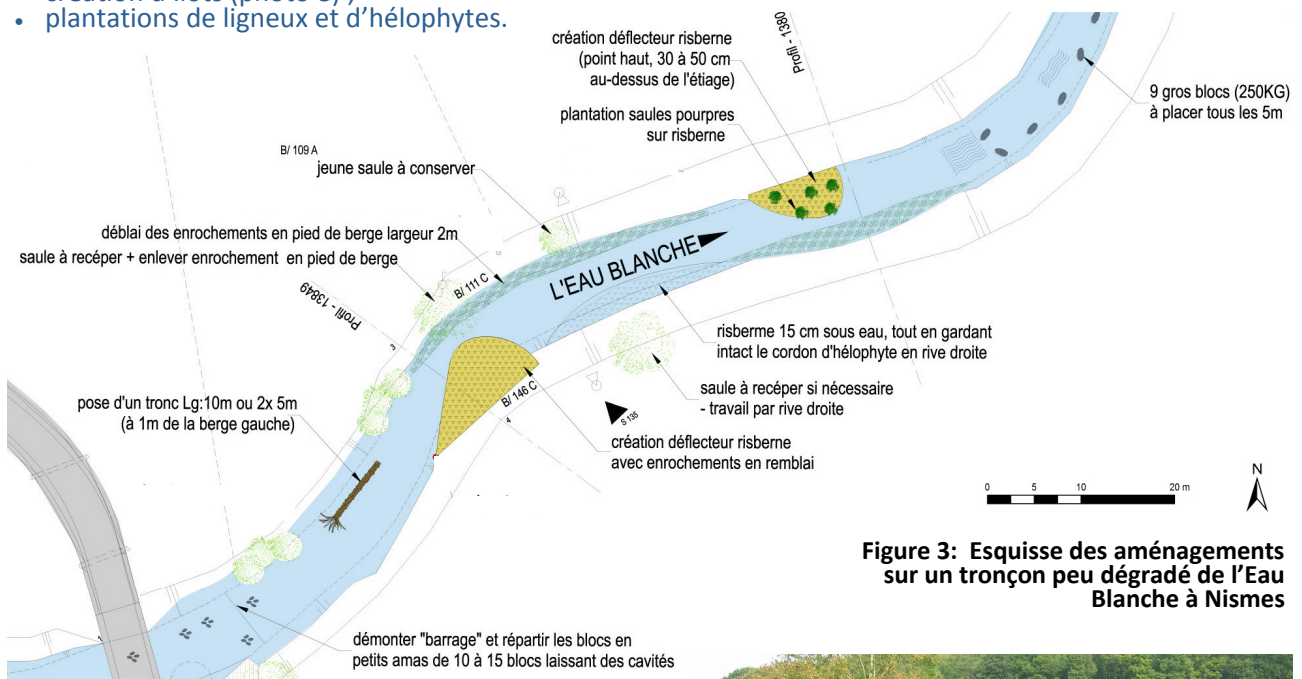 • plantations de ligneux et d’hélophytes.
création déflecteur risberne
(point haut, 30 à 50 cm
au-dessus de l'étiage)
Profil - 1380
9 gros blocs (250KG)
à placer tous les 5m
plantation saules pourpres
sur risberne
B/ 109 A
jeune saule à conserver
déblai des enrochements en pied de berge largeur 2m
saule à recéper + enlever enrochement en pied de berge
B/ 111 C
L'EAU BLANCHE
Profil - 13849
3
risberme 15 cm sous eau, tout en gardant
intact le cordon d'hélophyte en rive droite
saule à recéper si nécessaire
- travail par rive droite
pose d'un tronc Lg:10m ou 2x 5m
(à 1m de la berge gauche)
B/ 146 C
4
S 135
création déflecteur risberne
avec enrochements en remblai
0 5 10 20 m
N
Figure 3: Esquisse des aménagements
sur un tronçon peu dégradé de l’Eau
Blanche à Nismes
1
démonter "barrage" et répartir les blocs en
petits amas de 10 à 15 blocs laissant des cavités